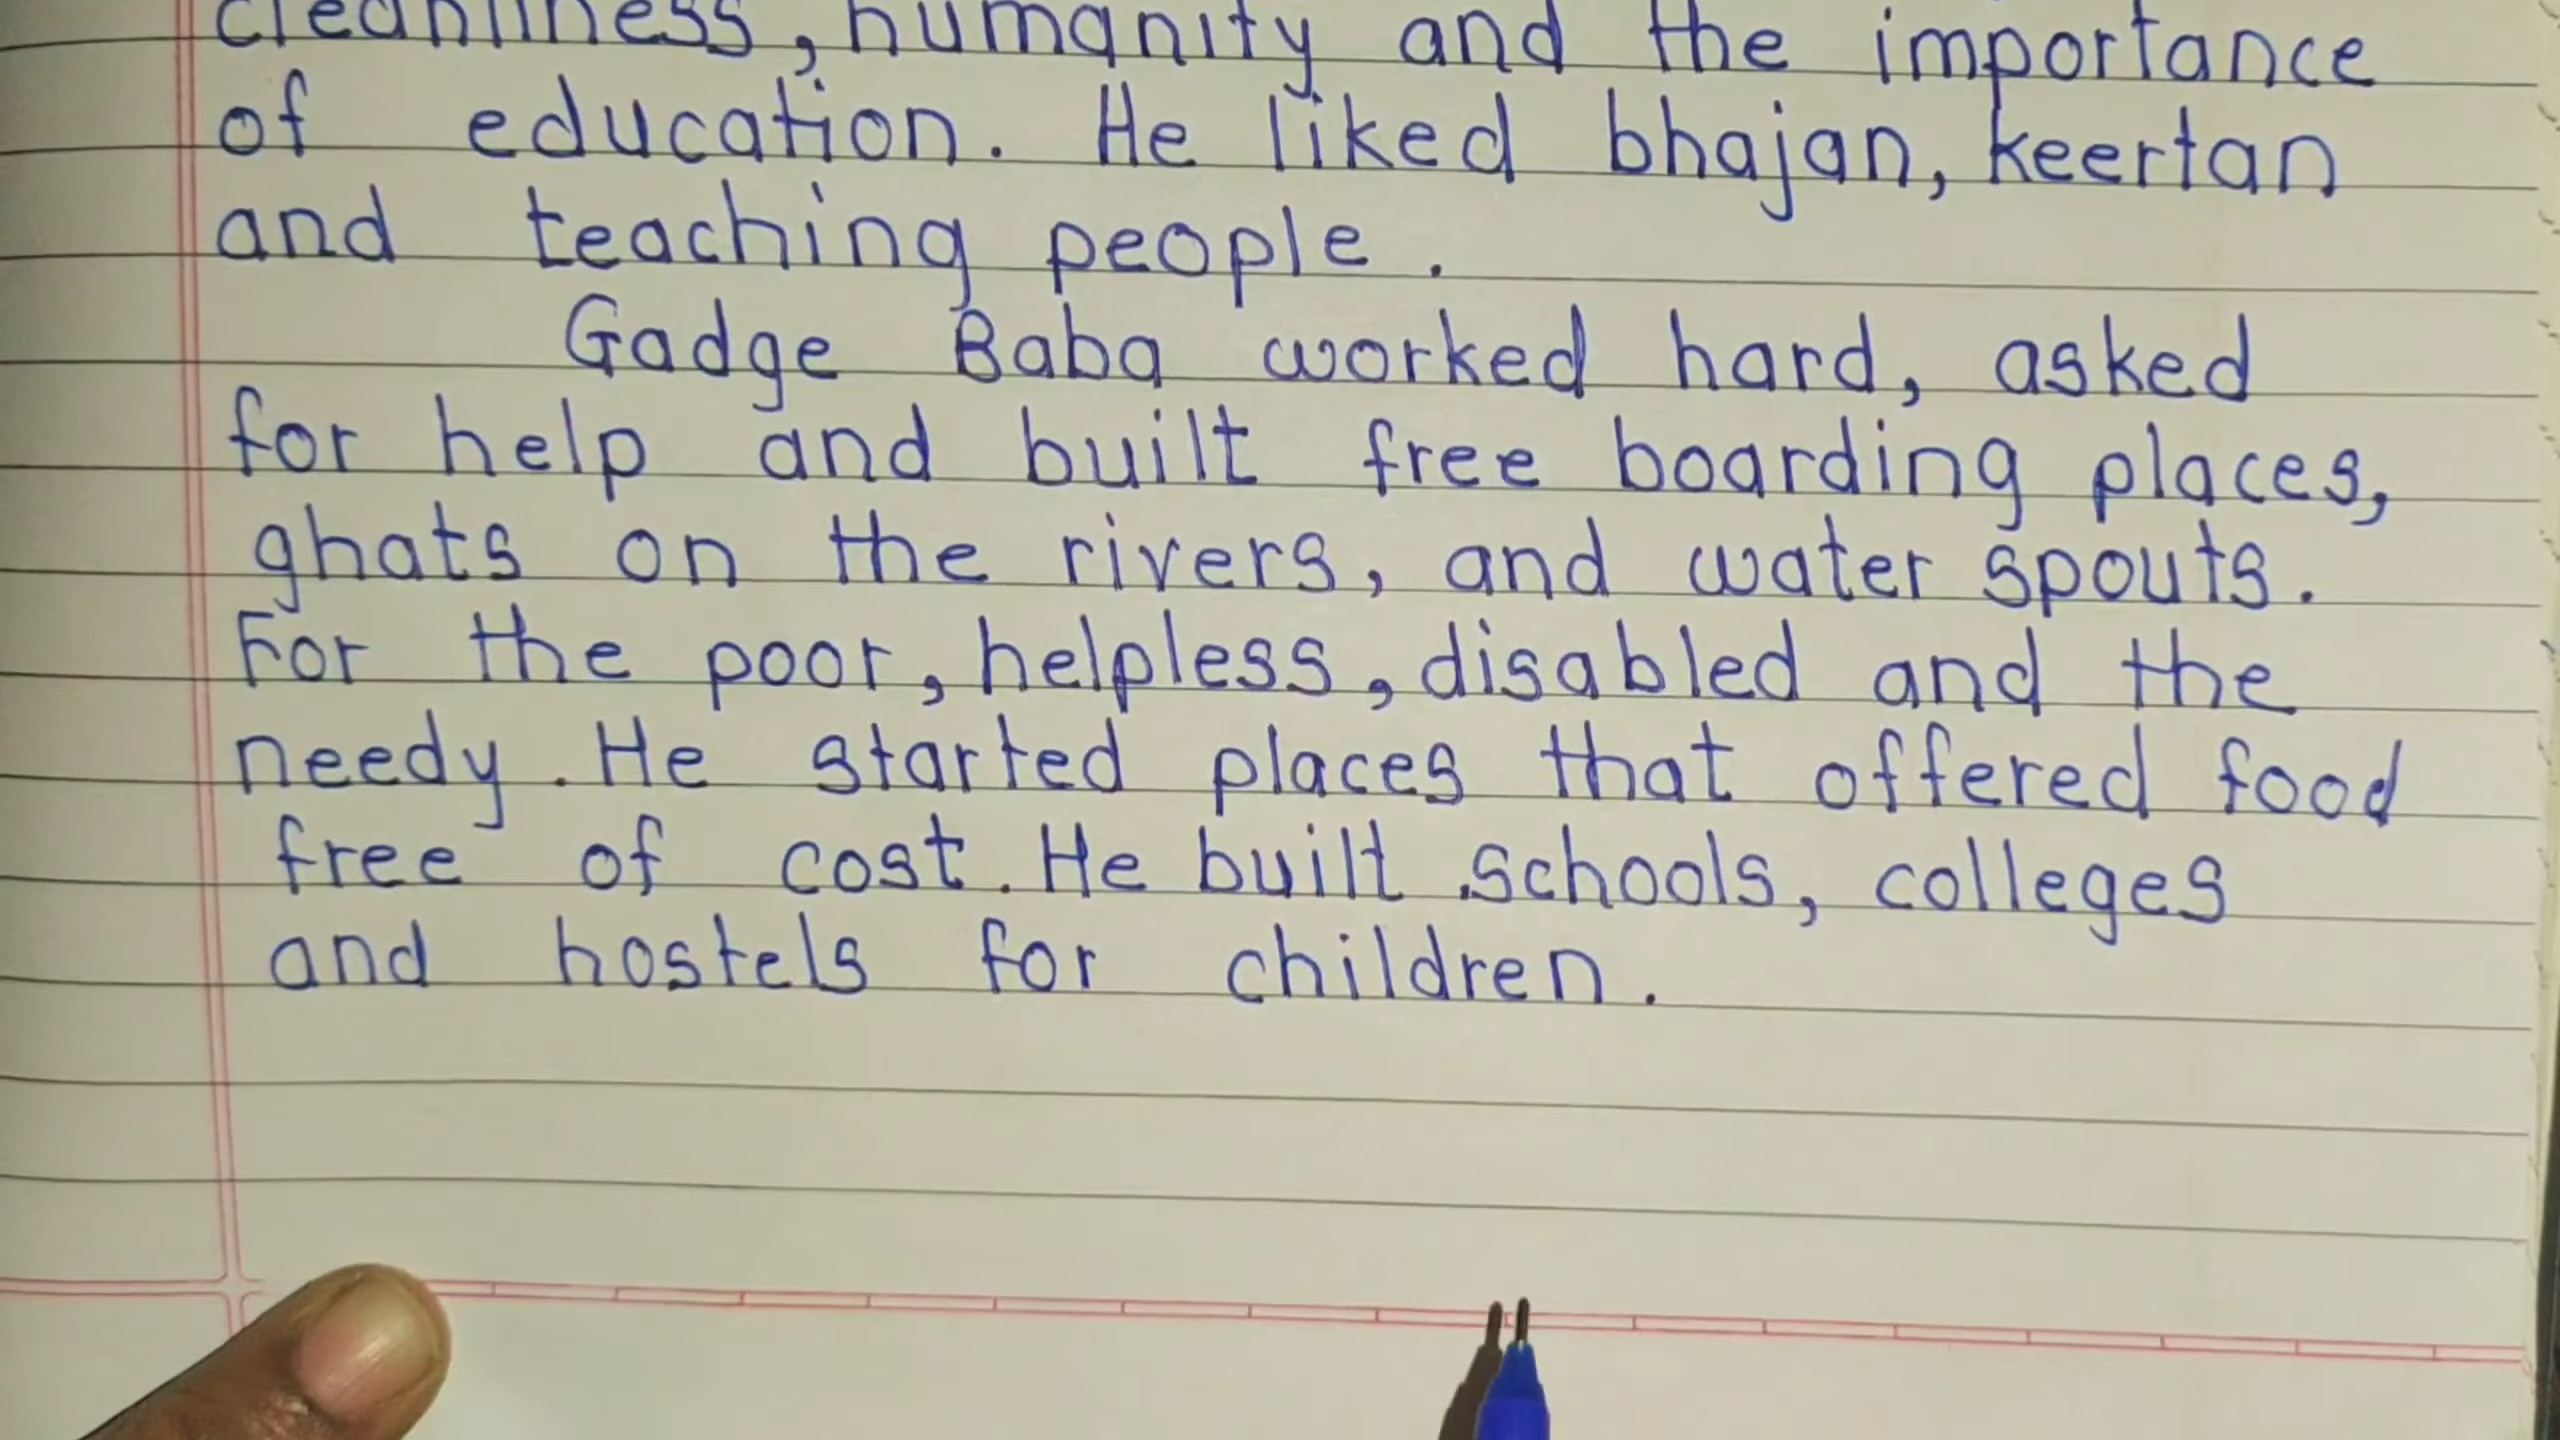 cleanliness, humanity and the importance
of education. He liked bhajan, keertan
and teaching people.
Gadge Baba worked hard, asked
for help and built free boarding places,
ghats on the rivers, and water spouts.
For the poor, helpless, disabled and the
needy. He started places that offered food
free of cost. He built schools, colleges
and hostels for children.